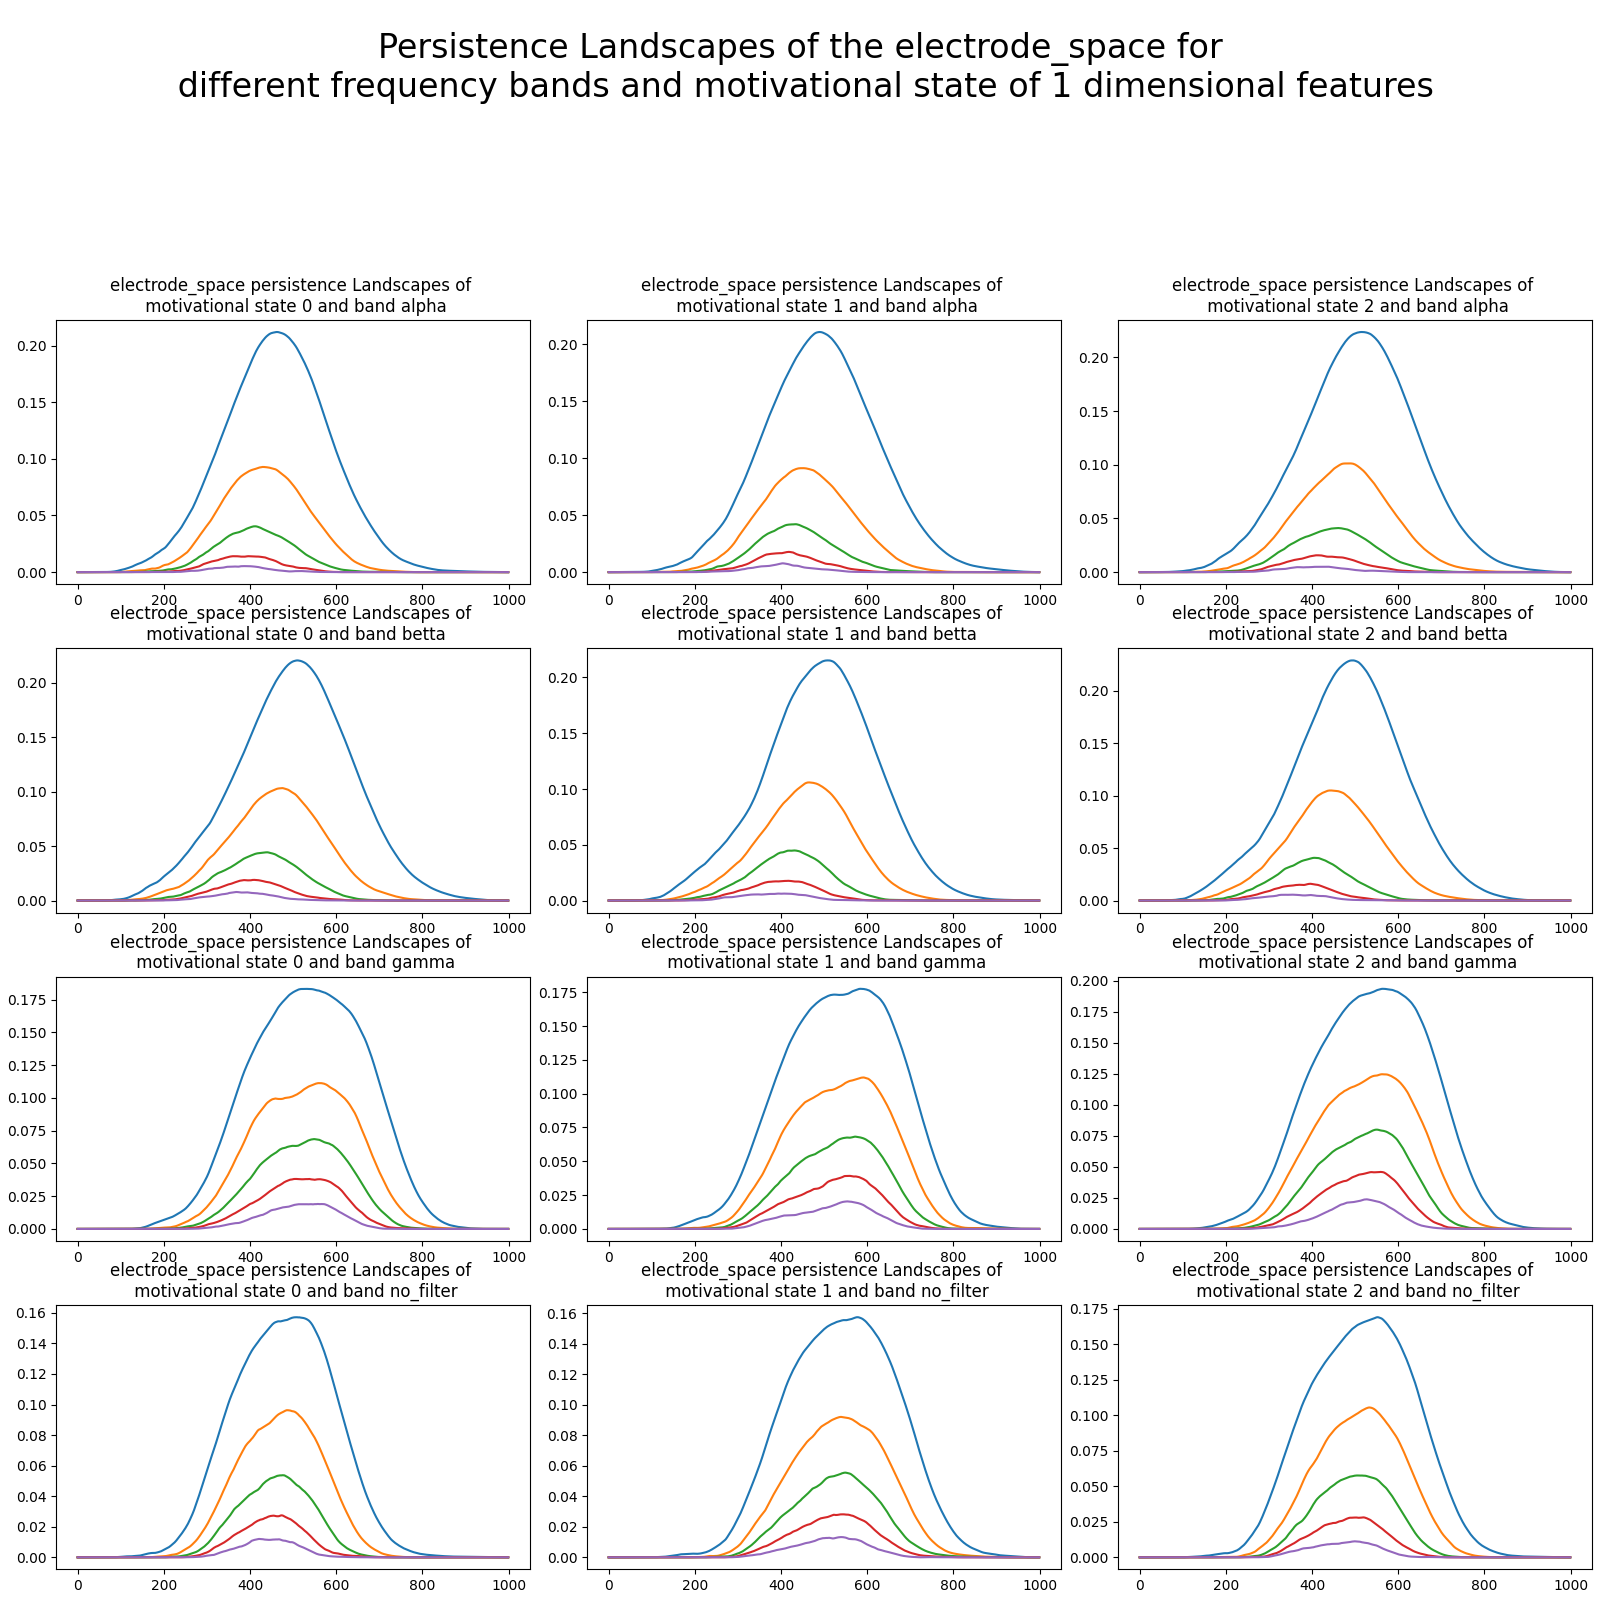 Persistence Landscapes of the electrode_space for
different frequency bands and motivational state of 1 dimensional features
electrode_space persistence Landscapes of
motivational state 0 and band alpha
0.20
0.15
0.10
0.05
0.00
0 200 400 600 800 1000
electrode_space persistence Landscapes of
motivational state 1 and band alpha
0.20
0.15
0.10
0.05
0.00
0 200 400 600 800 1000
electrode_space persistence Landscapes of
motivational state 2 and band alpha
0.20
0.15
0.10
0.05
0.00
0 200 400 600 800 1000
electrode_space persistence Landscapes of
motivational state 0 and band betta
0.20
0.15
0.10
0.05
0.00
0 200 400 600 800 1000
electrode_space persistence Landscapes of
motivational state 1 and band betta
0.20
0.15
0.10
0.05
0.00
0 200 400 600 800 1000
electrode_space persistence Landscapes of
motivational state 2 and band betta
0.20
0.15
0.10
0.05
0.00
0 200 400 600 800 1000
electrode_space persistence Landscapes of
motivational state 0 and band gamma
0.175
0.150
0.125
0.100
0.075
0.050
0.025
0.000
0 200 400 600 800 1000
electrode_space persistence Landscapes of
motivational state 1 and band gamma
0.175
0.150
0.125
0.100
0.075
0.050
0.025
0.000
0 200 400 600 800 1000
electrode_space persistence Landscapes of
motivational state 2 and band gamma
0.200
0.175
0.150
0.125
0.100
0.075
0.050
0.025
0.000
0 200 400 600 800 1000
electrode_space persistence Landscapes of
motivational state 0 and band no_filter
0.16
0.14
0.12
0.10
0.08
0.06
0.04
0.02
0.00
0 200 400 600 800 1000
electrode_space persistence Landscapes of
motivational state 1 and band no_filter
0.16
0.14
0.12
0.10
0.08
0.06
0.04
0.02
0.00
0 200 400 600 800 1000
electrode_space persistence Landscapes of
motivational state 2 and band no_filter
0.175
0.150
0.125
0.100
0.075
0.050
0.025
0.000
0 200 400 600 800 1000